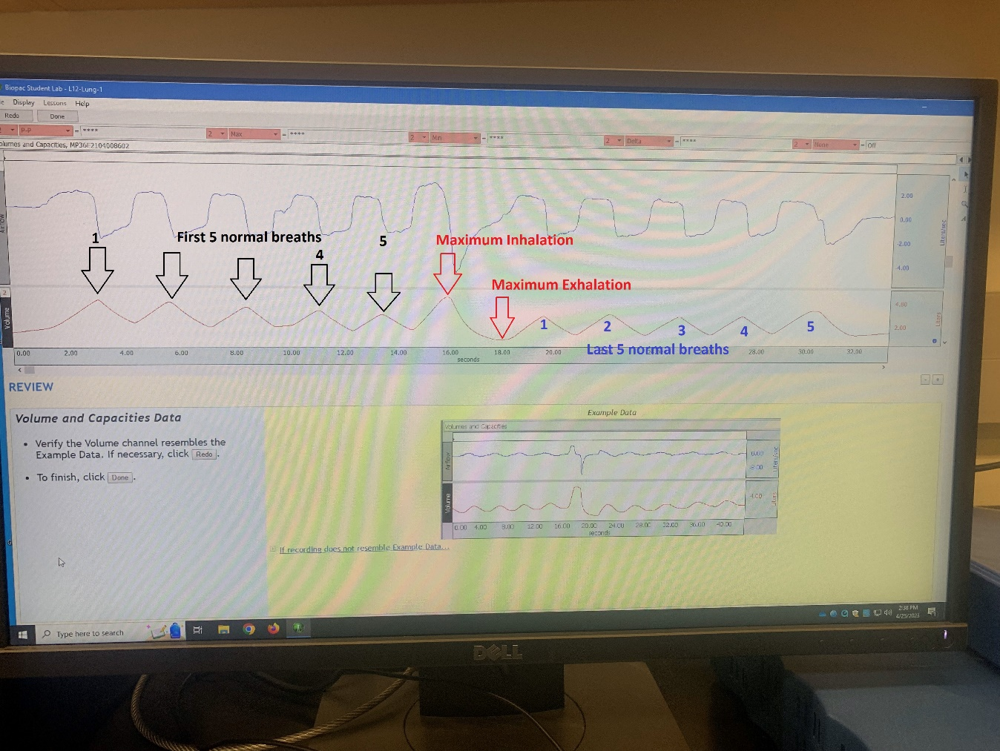 Biopac Student Lab - L12-Lung-1
Display Lessons Help
Redo Done
2 P-P = **** 2 Max = **** 2 Min = **** 2 Delta = **** 2 None = Off
olumes and Capacities, MP36E2104008602
Airflow
2.00
0.00
-2.00
4.00
Liters/sec
1
First 5 normal breaths
4
5
Maximum Inhalation
Maximum Exhalation
2
Volume
4.00
2.00
Liters
1 2 3 4 5
Last 5 normal breaths
0.00 2.00 4.00 6.00 8.00 10.00 12.00 14.00 16.00 18.00 20.00 28.00 30.00 32.00
seconds
REVIEW
Volume and Capacities Data
• Verify the Volume channel resembles the
Example Data. If necessary, click Redo.
• To finish, click Done.
Example Data
Volumes and Capacities
Airflow
0.00
-8.00
Liters/sec
Volume
4.00
Liters
0.00 4.00 8.00 12.00 16.00 20.00 24.00 28.00 32.00 36.00 40.00
seconds
If recording does not resemble Example Data...
Type here to search
2:38 PM
4/25/2023
DELL